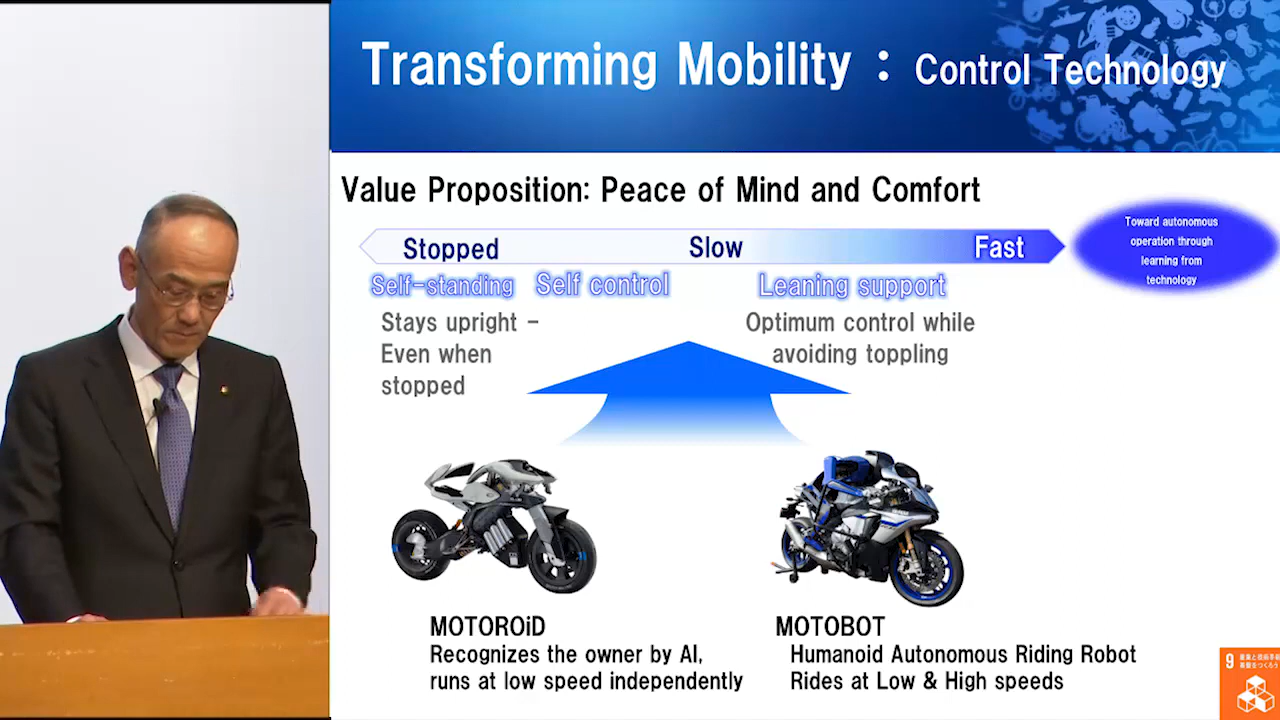 Transforming Mobility : Control Technology
Value Proposition: Peace of Mind and Comfort
Stopped Slow Fast
Toward autonomous
operation through
learning from
technology
Self-standing Self control Leaning support
Stays upright –
Even when
stopped
Optimum control while
avoiding toppling
MOTOROiD
Recognizes the owner by AI,
runs at low speed independently
MOTOBOT
Humanoid Autonomous Riding Robot
Rides at Low & High speeds
9